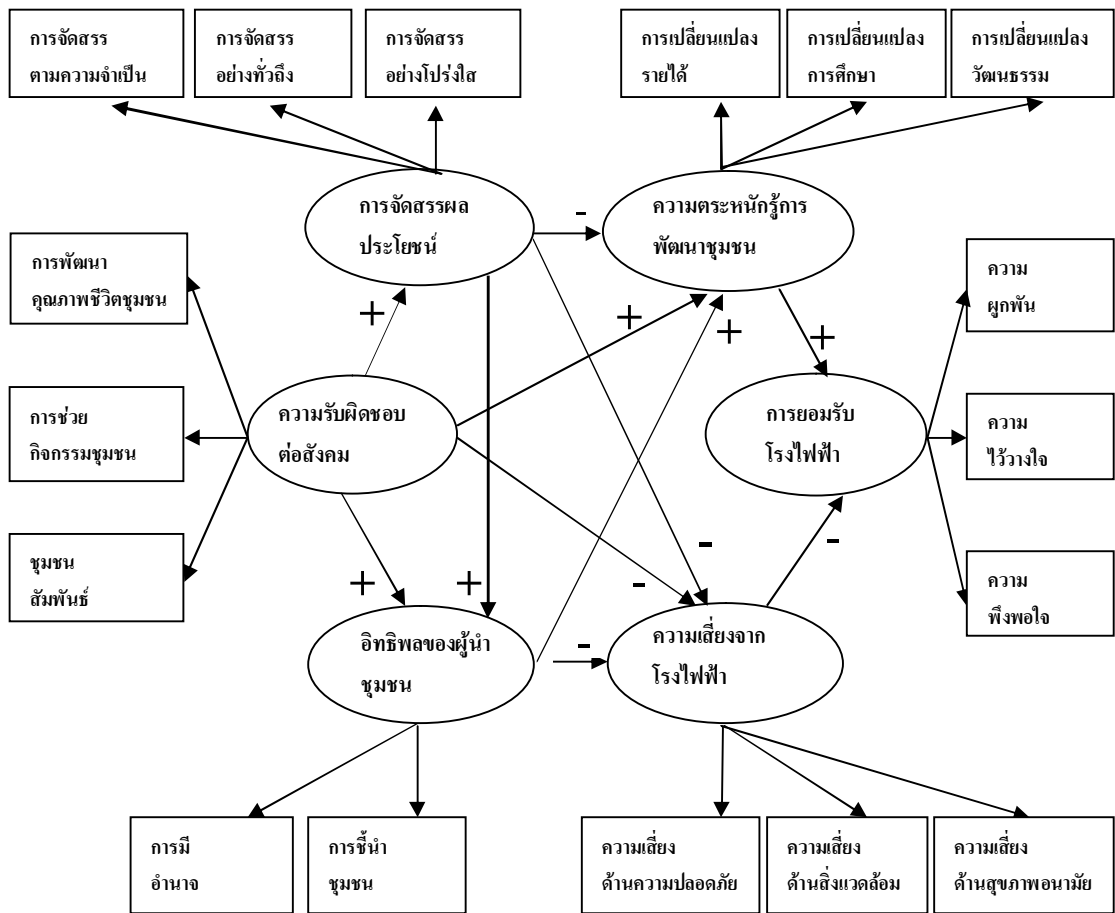 การจัดสรร
ตามความจำเป็น
การจัดสรร
อย่างทั่วถึง
การจัดสรร
อย่างโปร่งใส
การเปลี่ยนแปลง
รายได้
การเปลี่ยนแปลง
การศึกษา
การเปลี่ยนแปลง
วัฒนธรรม
การจัดสรรผล
ประโยชน์
-
ความตระหนักรู้การ
พัฒนาชุมชน
การพัฒนา
คุณภาพชีวิตชุมชน
ความ
ผูกพัน
+
+
+
+
การช่วย
กิจกรรมชุมชน
ความรับผิดชอบ
ต่อสังคม
การยอมรับ
โรงไฟฟ้า
ความ
ไว้วางใจ
ชุมชน
สัมพันธ์
+
+
-
-
-
ความ
พึงพอใจ
อิทธิพลของผู้นำ
ชุมชน
-
ความเสี่ยงจาก
โรงไฟฟ้า
การมี
อำนาจ
การชี้นำ
ชุมชน
ความเสี่ยง
ด้านความปลอดภัย
ความเสี่ยง
ด้านสิ่งแวดล้อม
ความเสี่ยง
ด้านสุขภาพอนามัย